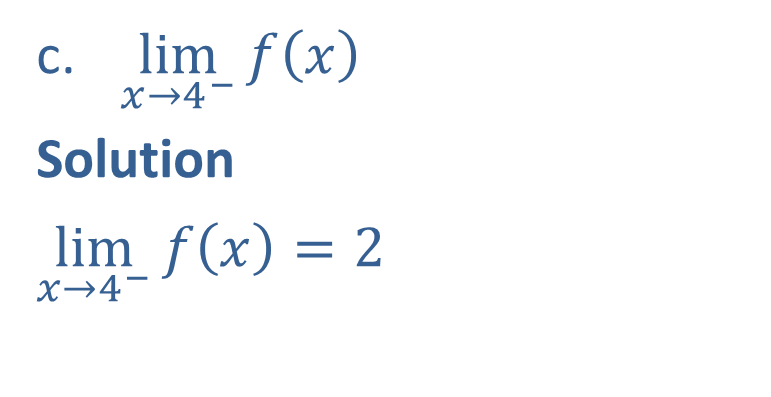 c. lim f(x)
x→4⁻
Solution
lim f(x) = 2
x→4⁻